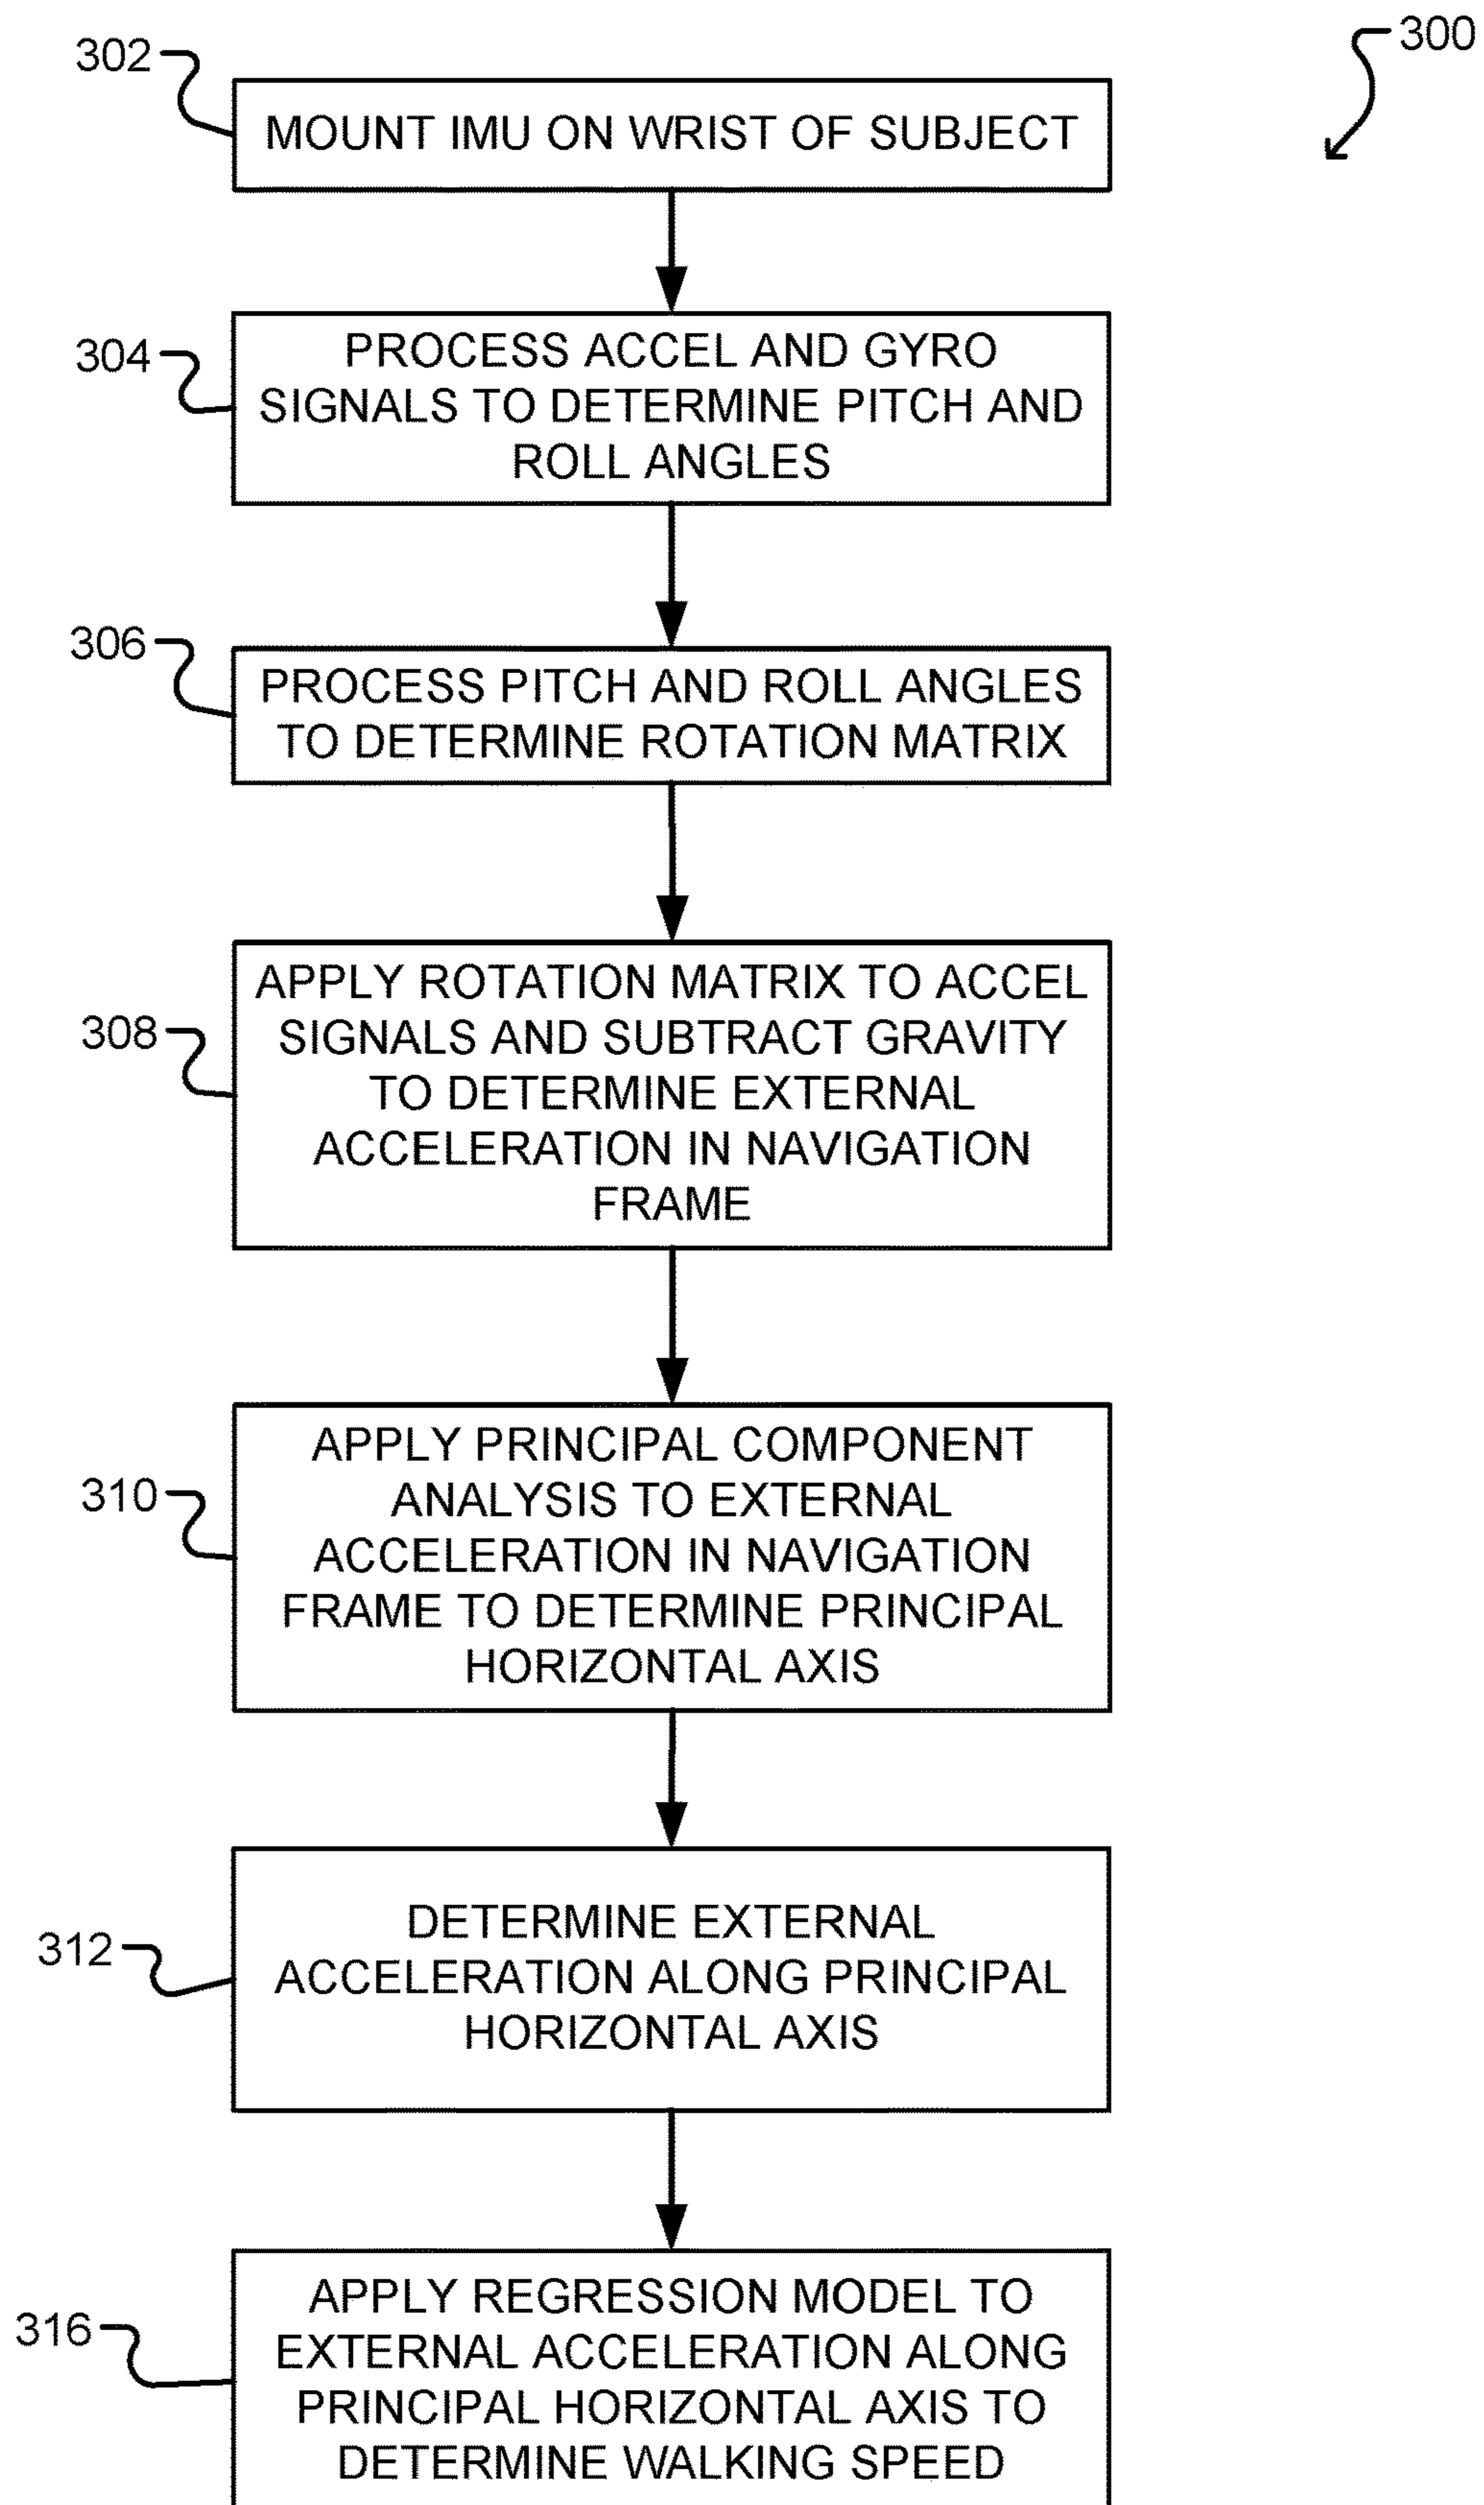 300
302
MOUNT IMU ON WRIST OF SUBJECT
304
PROCESS ACCEL AND GYRO
SIGNALS TO DETERMINE PITCH AND
ROLL ANGLES
306
PROCESS PITCH AND ROLL ANGLES
TO DETERMINE ROTATION MATRIX
308
APPLY ROTATION MATRIX TO ACCEL
SIGNALS AND SUBTRACT GRAVITY
TO DETERMINE EXTERNAL
ACCELERATION IN NAVIGATION
FRAME
310
APPLY PRINCIPAL COMPONENT
ANALYSIS TO EXTERNAL
ACCELERATION IN NAVIGATION
FRAME TO DETERMINE PRINCIPAL
HORIZONTAL AXIS
312
DETERMINE EXTERNAL
ACCELERATION ALONG PRINCIPAL
HORIZONTAL AXIS
316
APPLY REGRESSION MODEL TO
EXTERNAL ACCELERATION ALONG
PRINCIPAL HORIZONTAL AXIS TO
DETERMINE WALKING SPEED